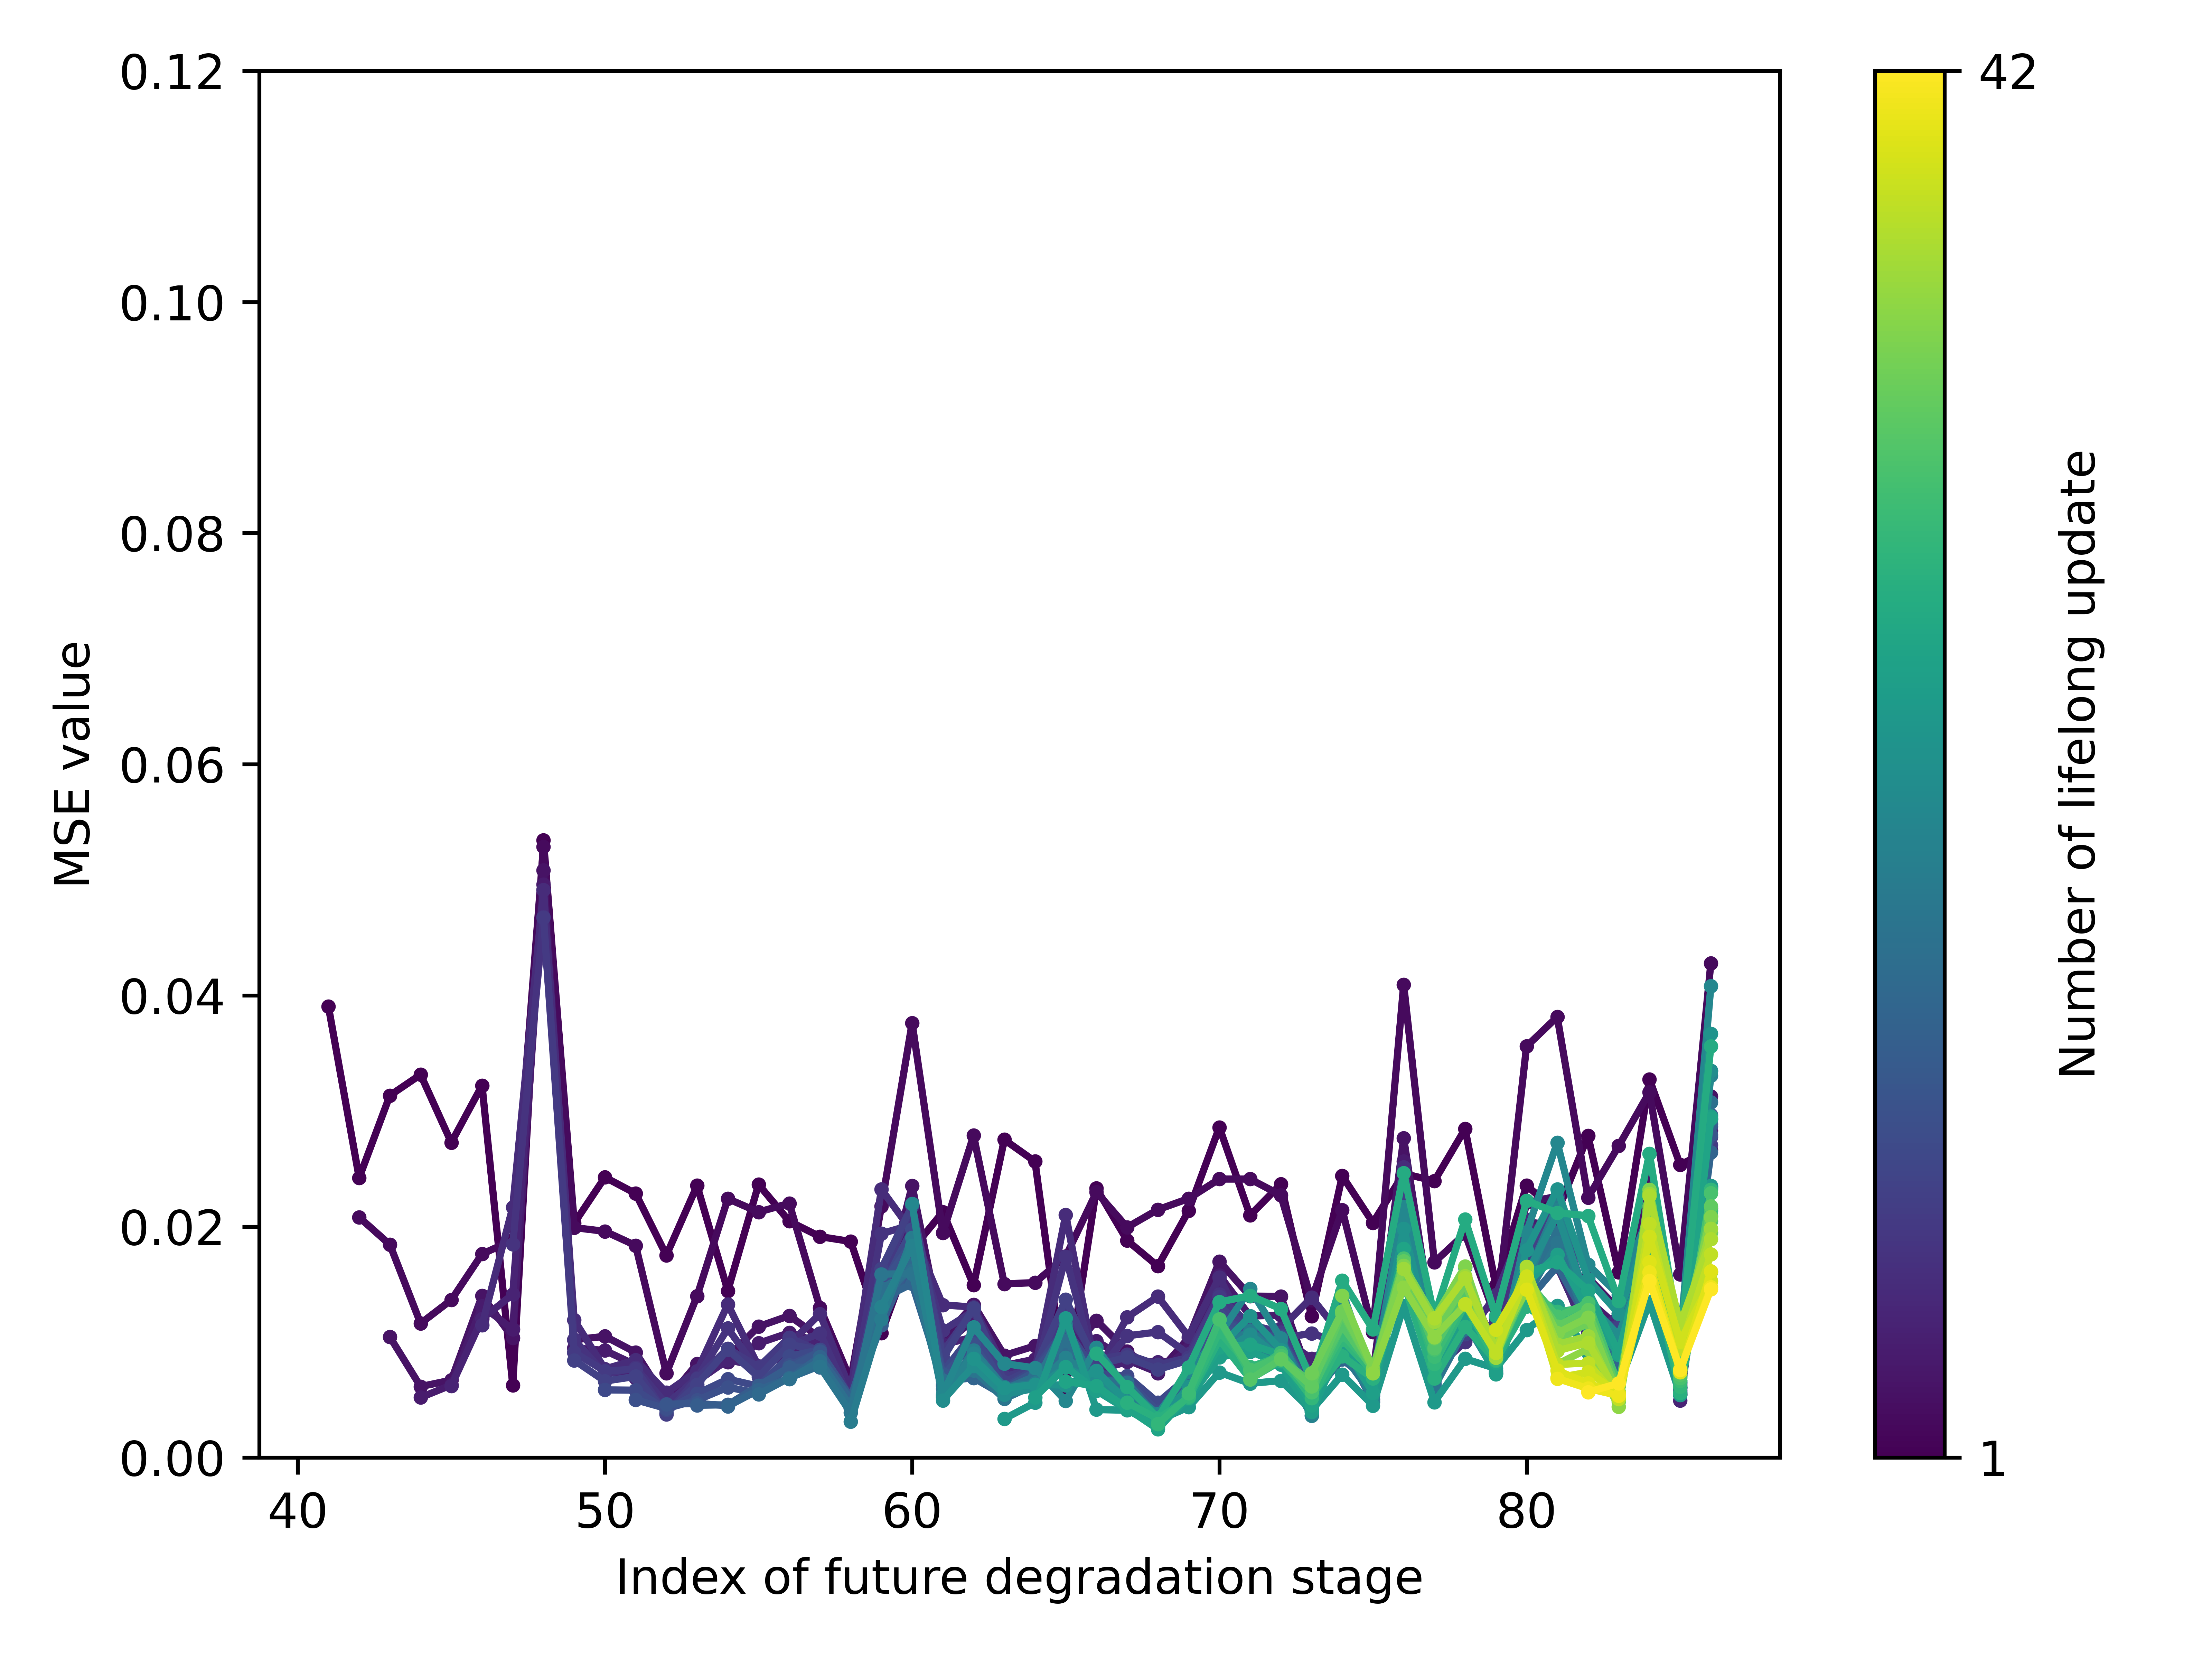 0.12
0.10
0.08
0.06
0.04
0.02
0.00
MSE value
40 50 60 70 80
Index of future degradation stage
42
1
Number of lifelong update